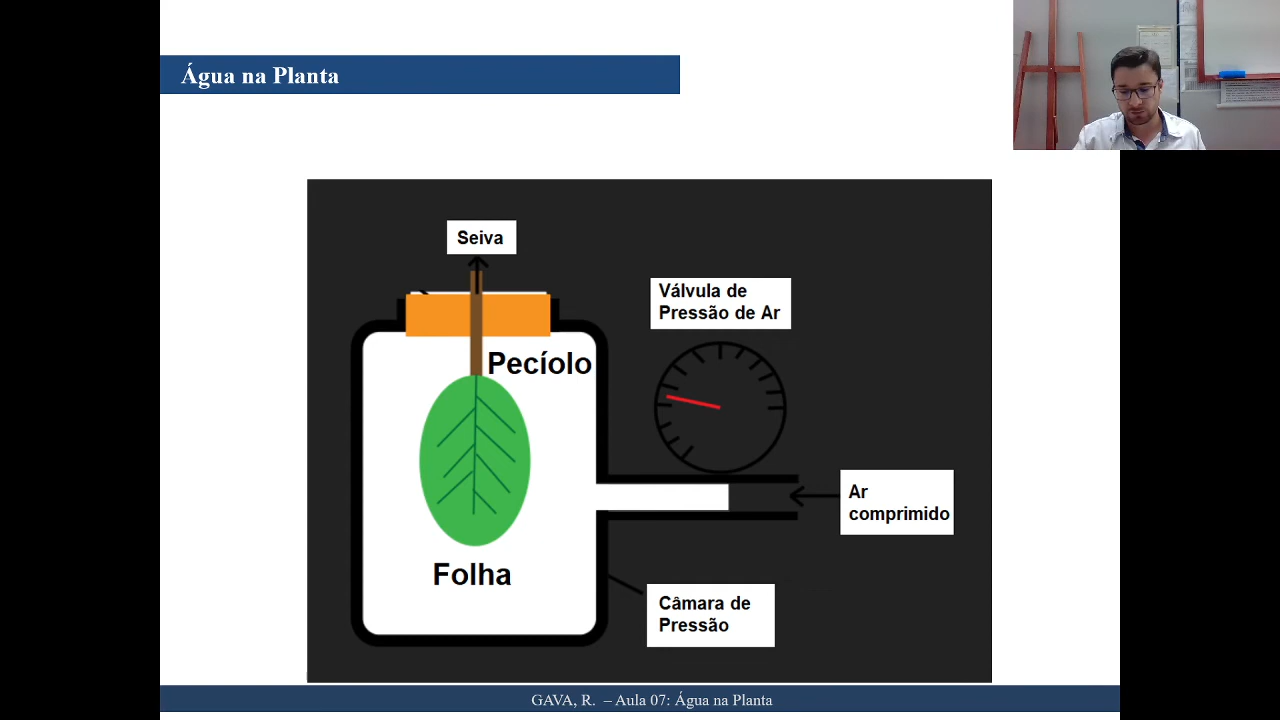 Água na Planta
Seiva
Válvula de
Pressão de Ar
Pecíolo
Ar
comprimido
Folha
Câmara de
Pressão
GAVA, R. – Aula 07: Água na Planta